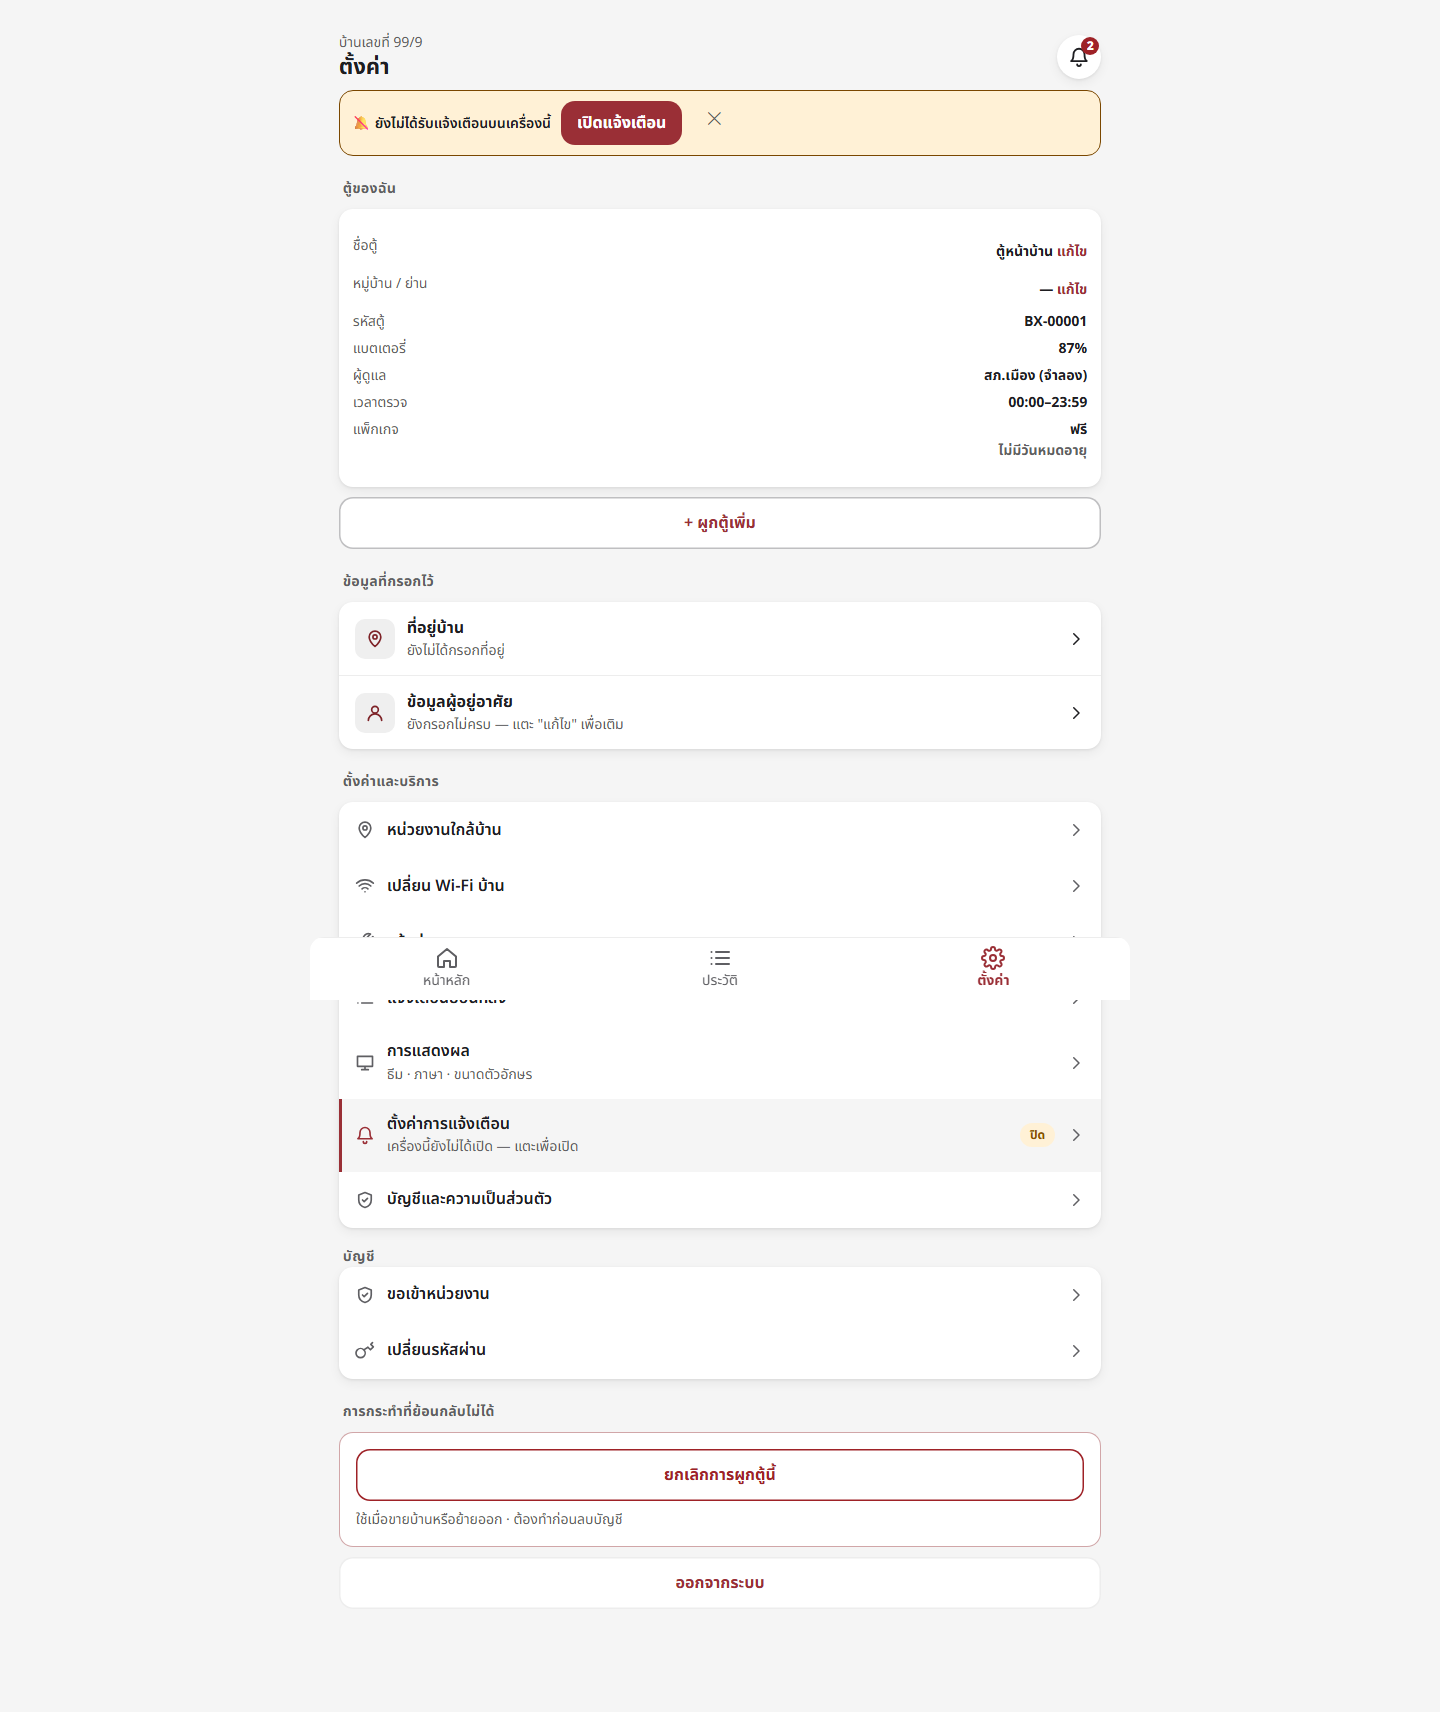 บ้านเลขที่ 99/9
ตั้งค่า
2
ยังไม่ได้รับแจ้งเตือนบนเครื่องนี้
เปิดแจ้งเตือน
ตู้ของฉัน
ชื่อตู้
ตู้หน้าบ้าน แก้ไข
หมู่บ้าน / ย่าน
— แก้ไข
รหัสตู้
BX-00001
แบตเตอรี่
87%
ผู้ดูแล
สภ.เมือง (จำลอง)
เวลาตรวจ
00:00–23:59
แพ็กเกจ
ฟรี
ไม่มีวันหมดอายุ
+ ผูกตู้เพิ่ม
ข้อมูลที่กรอกไว้
ที่อยู่บ้าน
ยังไม่ได้กรอกที่อยู่
ข้อมูลผู้อยู่อาศัย
ยังกรอกไม่ครบ — แตะ "แก้ไข" เพื่อเติม
ตั้งค่าและบริการ
หน่วยงานใกล้บ้าน
เปลี่ยน Wi-Fi บ้าน
หน้าหลัก
ประวัติ
ตั้งค่า
การแสดงผล
ธีม · ภาษา · ขนาดตัวอักษร
ตั้งค่าการแจ้งเตือน
เครื่องนี้ยังไม่ได้เปิด — แตะเพื่อเปิด
ปิด
บัญชีและความเป็นส่วนตัว
บัญชี
ขอเข้าหน่วยงาน
เปลี่ยนรหัสผ่าน
การกระทำที่ย้อนกลับไม่ได้
ยกเลิกการผูกตู้นี้
ใช้เมื่อขายบ้านหรือย้ายออก · ต้องทำก่อนลบบัญชี
ออกจากระบบ